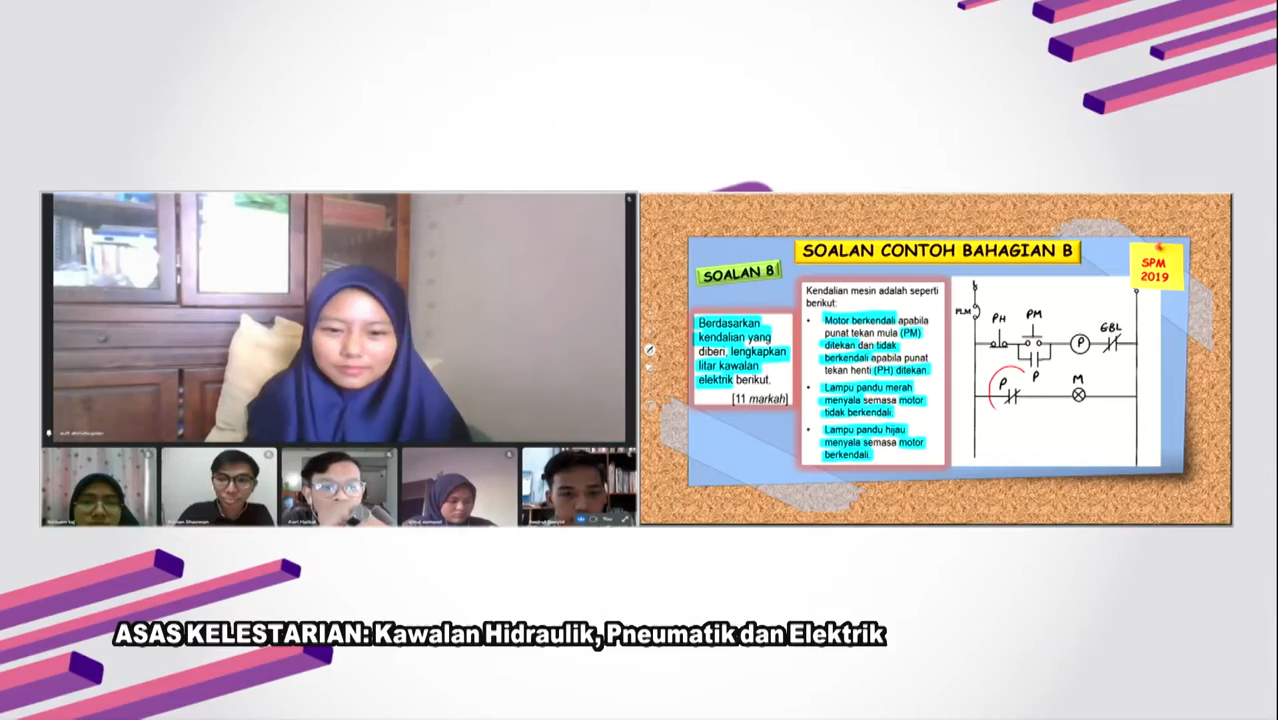 SOALAN CONTOH BAHAGIAN B
SPM
2019
SOALAN 8
Berdasarkan
kendalian yang
diberi, lengkapkan
litar kawalan
elektrik berikut.
[11 markah]
Kendalian mesin adalah seperti
berikut:
• Motor berkendali apabila
punat tekan mula (PM)
ditekan dan tidak
berkendali apabila punat
tekan henti (PH) ditekan.
• Lampu pandu merah
menyala semasa motor
tidak berkendali.
• Lampu pandu hijau
menyala semasa motor
berkendali.
PLM
PH
PM
P
GBL
P
P
M
ASAS KELESTARIAN: Kawalan Hidraulik, Pneumatik dan Elektrik